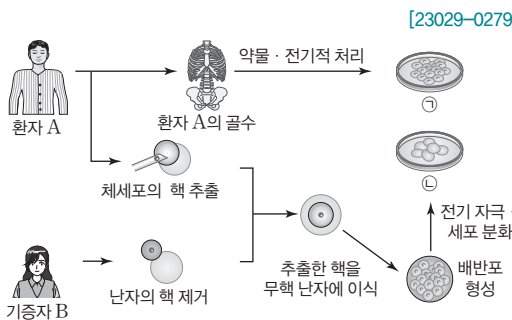 [23029-0279
약물 · 전기적 처리
환자 A
환자 A의 골수
㉠
㉡
체세포의 핵 추출
전기 자극 ·
세포 분화
추출한 핵을
무핵 난자에 이식
배반포
형성
기증자 B
난자의 핵 제거